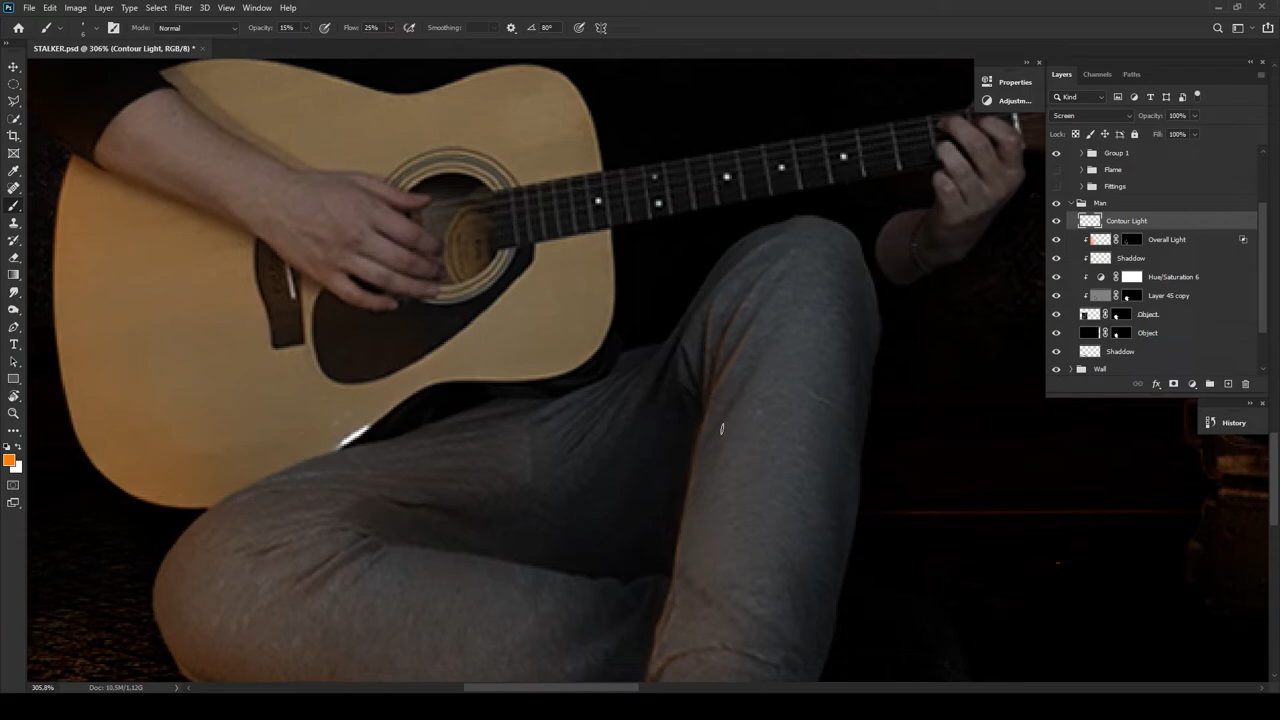 Ps File Edit Image Layer Type Select Filter 3D View Window Help
6 Mode: Normal Opacity: 15% Flow: 25% Smoothing: 80°
STALKER.psd @ 306% (Contour Light, RGB/8) *
Properties
Adjustm...
Layers Channels Paths
Kind
Screen Opacity: 100%
Lock: Fill: 100%
Group 1
Flame
Fittings
Man
Contour Light
Overall Light
Shaddow
Hue/Saturation 6
Layer 45 copy
Object
Object
Shaddow
Wall
History
305,8% Doc: 10,5M/1,12G